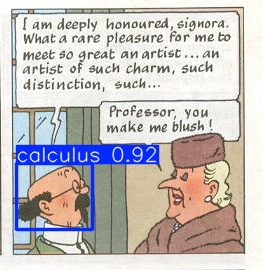 I am deeply honoured, signora.
What a rare pleasure for me to
meet so great an artist... an
artist of such charm, such
distinction, such...
Professor, you
make me blush!
calculus 0.92